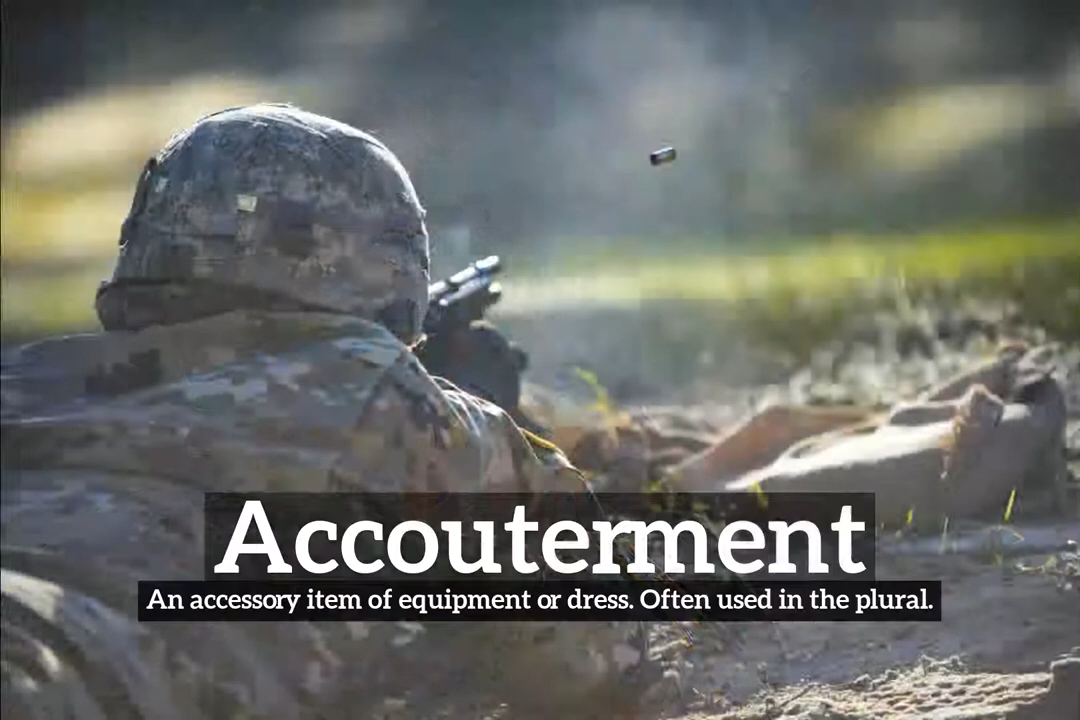 Accouterment
An accessory item of equipment or dress. Often used in the plural.